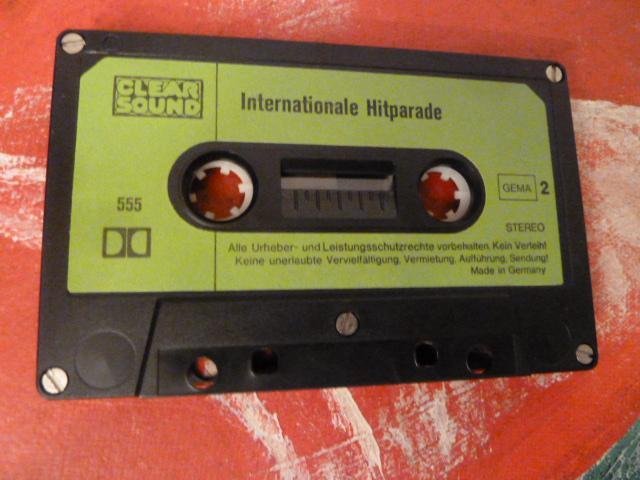 CLEAR
SOUND
Internationale Hitparade
555
GEMA 2
STEREO
Alle Urheber- und Leistungsschutzrechte vorbehalten. Kein Verleih!
Keine unerlaubte Vervielfältigung, Vermietung, Aufführung, Sendung!
Made in Germany